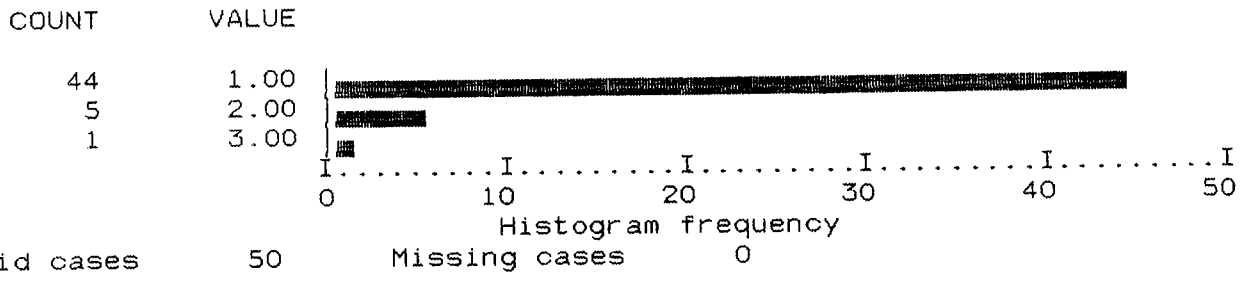 COUNT VALUE
44 1.00
5 2.00
1 3.00
I.........I.........I.........I.........I.........I
0 10 20 30 40 50
Histogram frequency
id cases 50 Missing cases 0